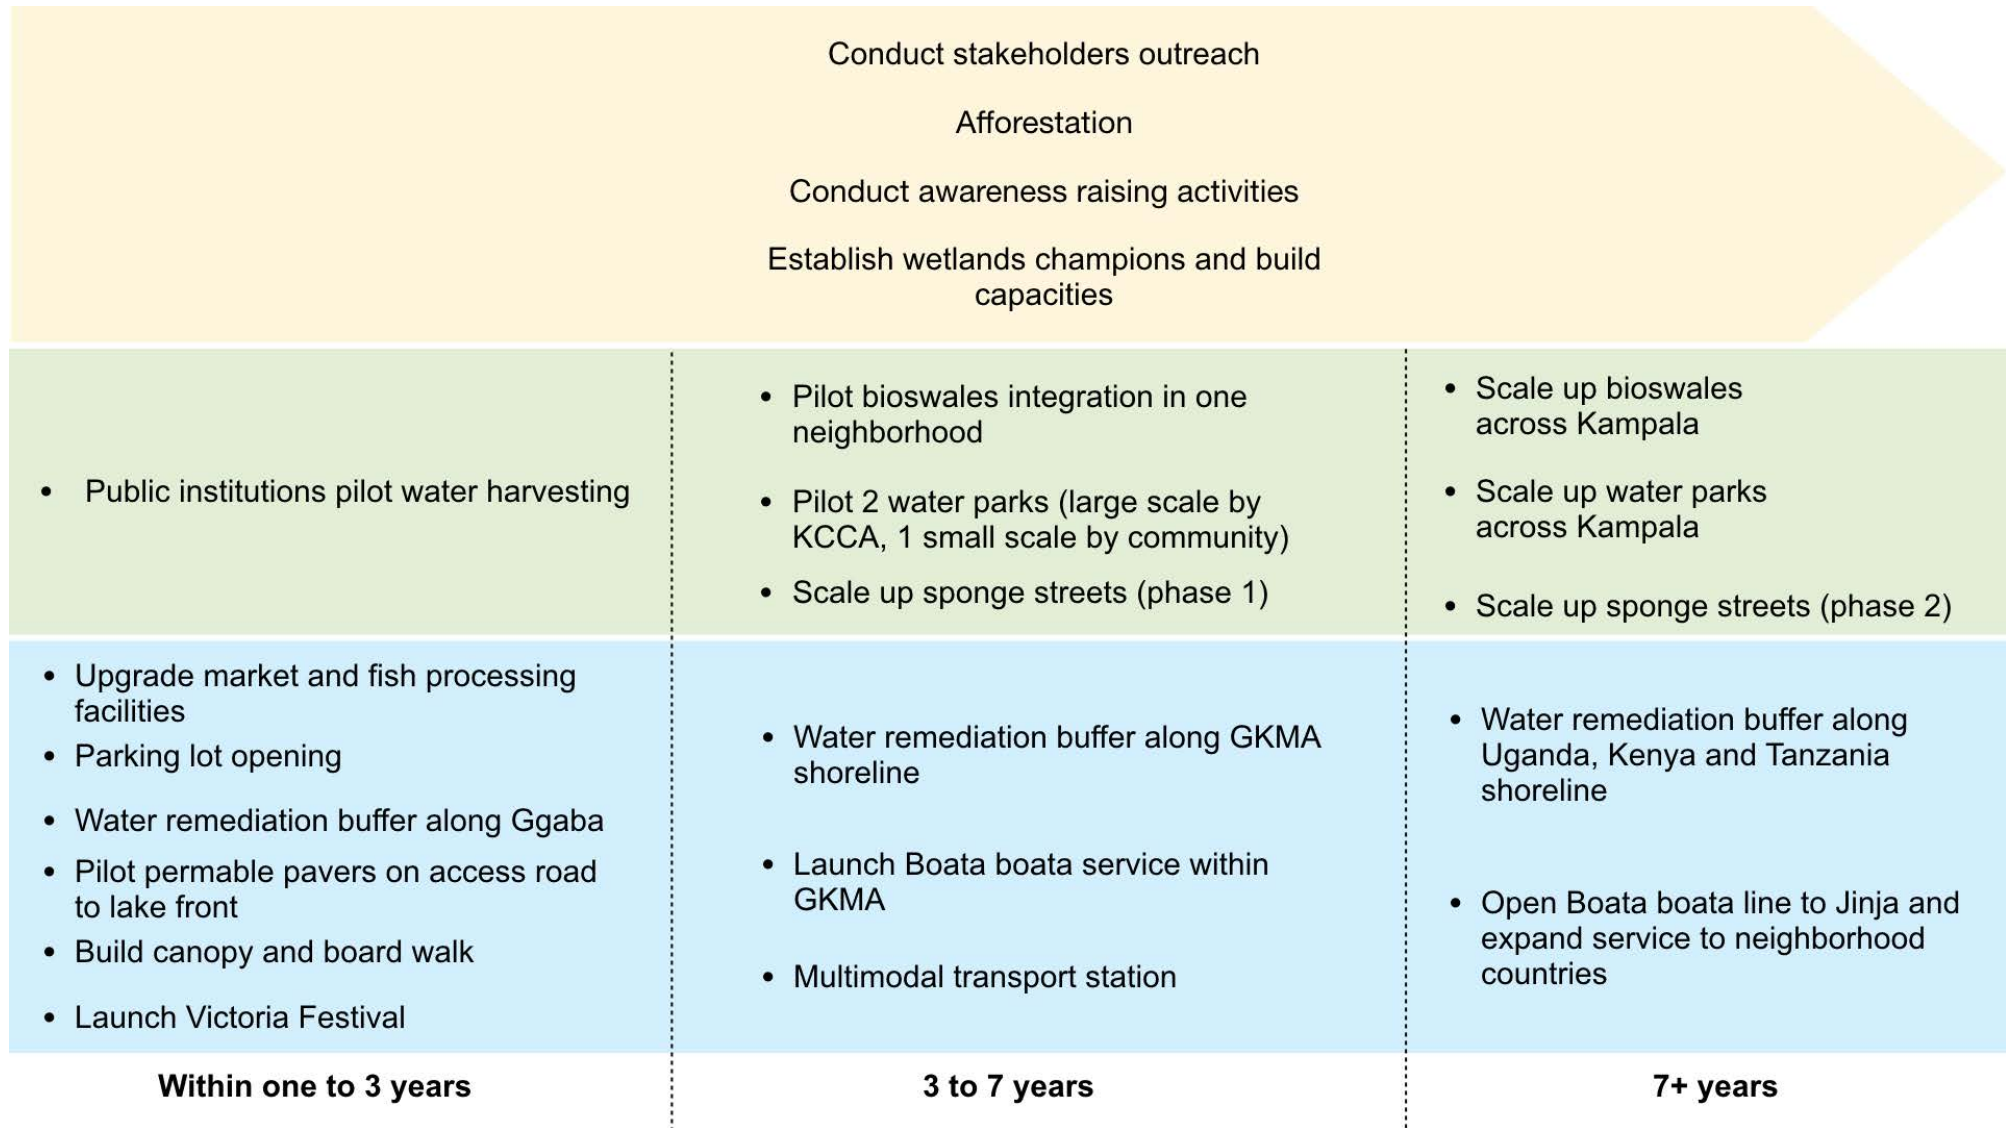 Conduct stakeholders outreach
Afforestation
Conduct awareness raising activities
Establish wetlands champions and build
capacities
• Public institutions pilot water harvesting
• Pilot bioswales integration in one
neighborhood
• Pilot 2 water parks (large scale by
KCCA, 1 small scale by community)
• Scale up sponge streets (phase 1)
• Scale up bioswales
across Kampala
• Scale up water parks
across Kampala
• Scale up sponge streets (phase 2)
• Upgrade market and fish processing
facilities
• Parking lot opening
• Water remediation buffer along Ggaba
• Pilot permable pavers on access road
to lake front
• Build canopy and board walk
• Launch Victoria Festival
• Water remediation buffer along GKMA
shoreline
• Launch Boata boata service within
GKMA
• Multimodal transport station
• Water remediation buffer along
Uganda, Kenya and Tanzania
shoreline
• Open Boata boata line to Jinja and
expand service to neighborhood
countries
Within one to 3 years
3 to 7 years
7+ years